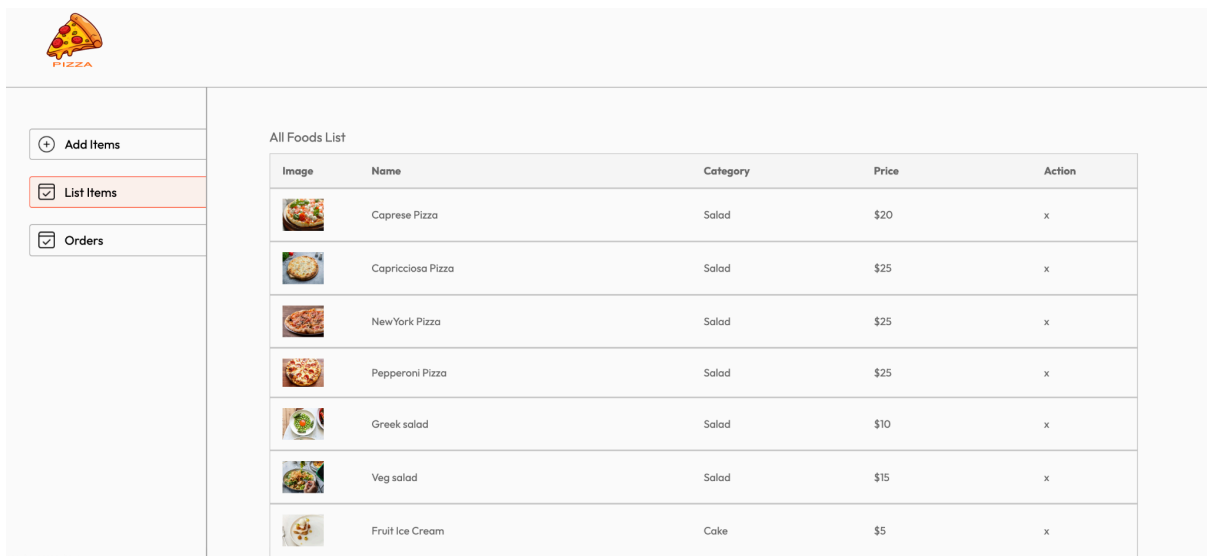 PIZZA
Add Items
List Items
Orders
All Foods List
Image Name Category Price Action
Caprese Pizza Salad $20 x
Capricciosa Pizza Salad $25 x
NewYork Pizza Salad $25 x
Pepperoni Pizza Salad $25 x
Greek salad Salad $10 x
Veg salad Salad $15 x
Fruit Ice Cream Cake $5 x